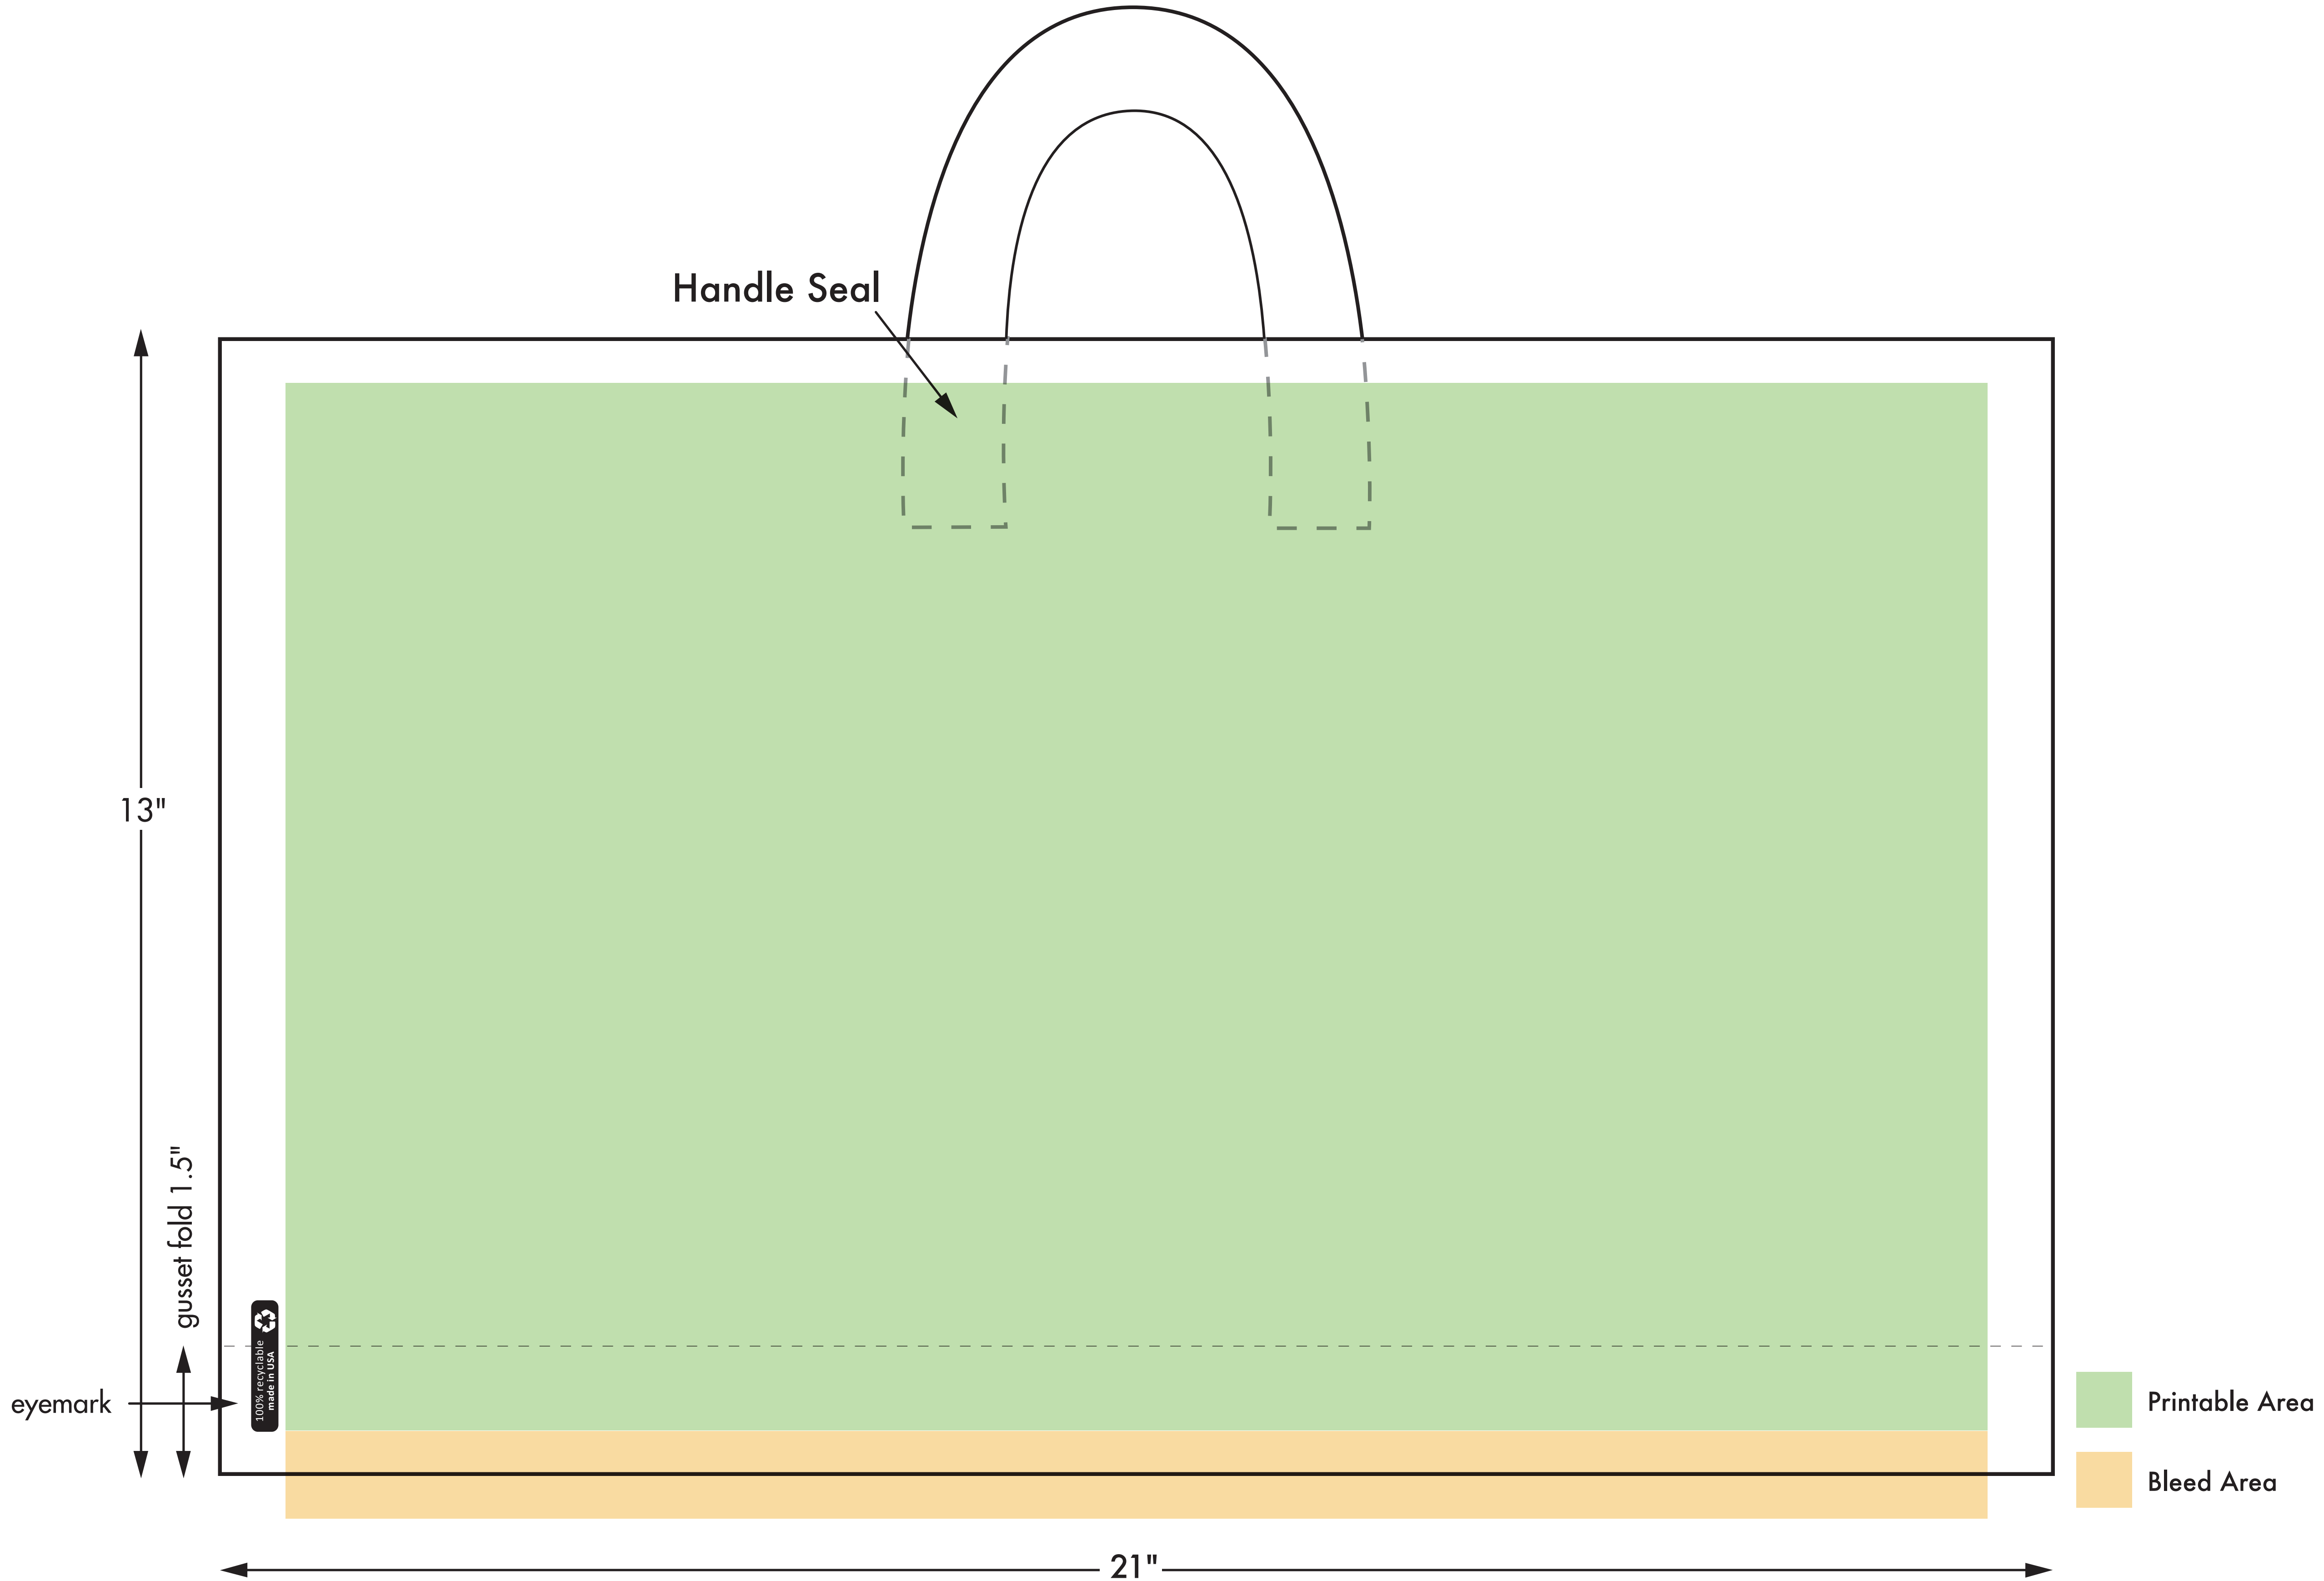 Handle Seal
13"
gusset fold 1.5"
100% recyclable
made in USA
eyemark
Printable Area
Bleed Area
21"